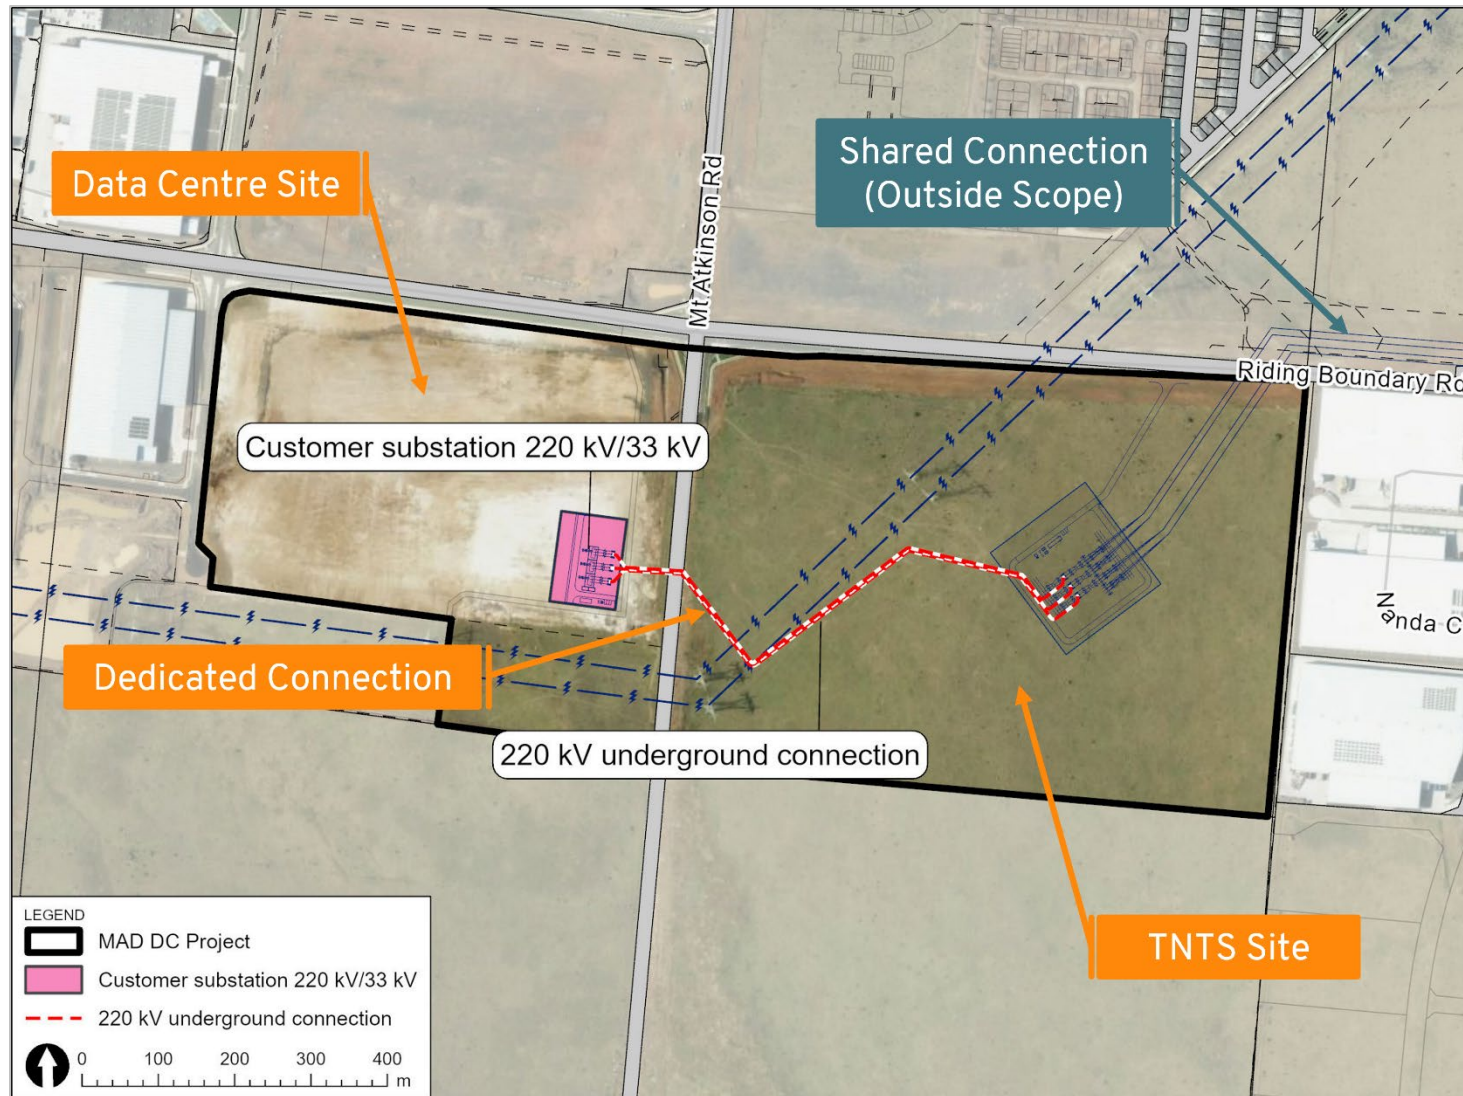 Data Centre Site
Shared Connection
(Outside Scope)
Mt Atkinson Rd
Riding Boundary Rd
Customer substation 220 kV/33 kV
Nenda C
Dedicated Connection
220 kV underground connection
TNTS Site
LEGEND
MAD DC Project
Customer substation 220 kV/33 kV
220 kV underground connection
0 100 200 300 400
m